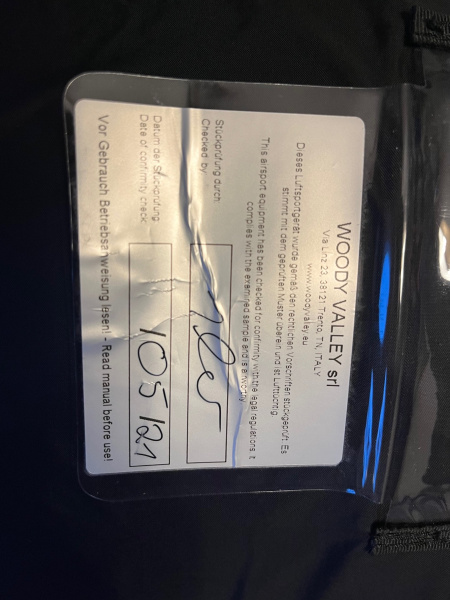 WOODY VALLEY srl
Via Linz 23, 38121 Trento, TN, ITALY
www.woodyvalley.eu
Dieses Luftsportgerät wurde gemäß den rechtlichen Vorschriften stückgeprüft. Es
stimmt mit dem geprüften Muster überein und ist Lufttüchtig.
This airsport equipment has been checked for conformity with the legal regulations. It
complies with the examined sample and is airworthy
Stückprüfung durch
Checked by:
Datum der Stückprüfung
Date of confirmity check:
105/21
Vor Gebrauch Betriebsanweisung lesen! - Read manual before use!